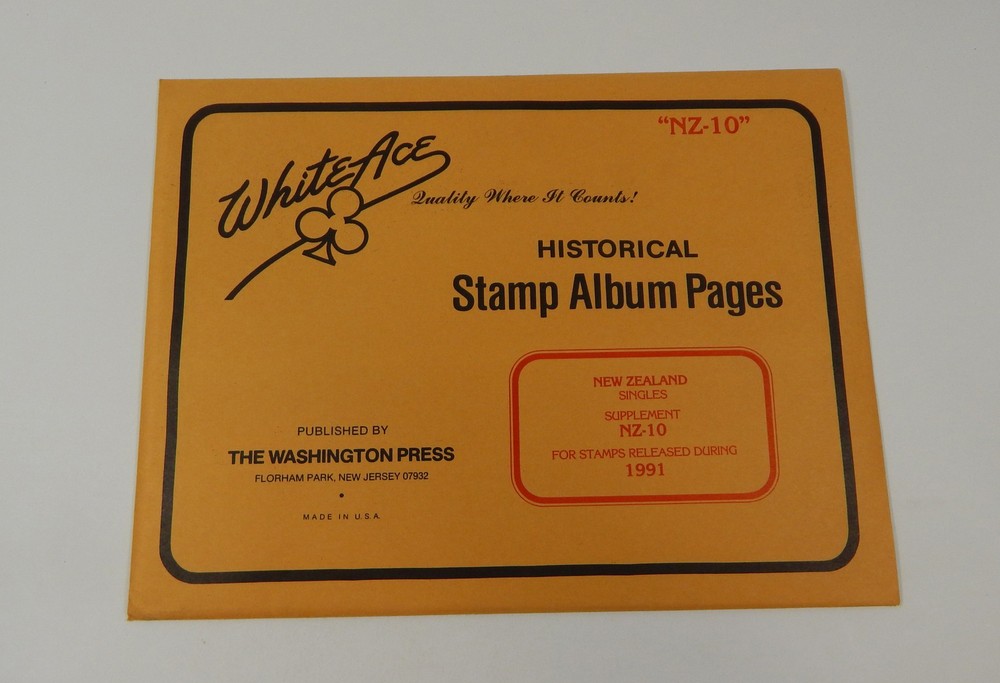 "NZ-10"
White Ace
Quality Where It Counts!
HISTORICAL
Stamp Album Pages
NEW ZEALAND
SINGLES
SUPPLEMENT
NZ-10
FOR STAMPS RELEASED DURING
1991
PUBLISHED BY
THE WASHINGTON PRESS
FLORHAM PARK, NEW JERSEY 07932
•
MADE IN U.S.A.